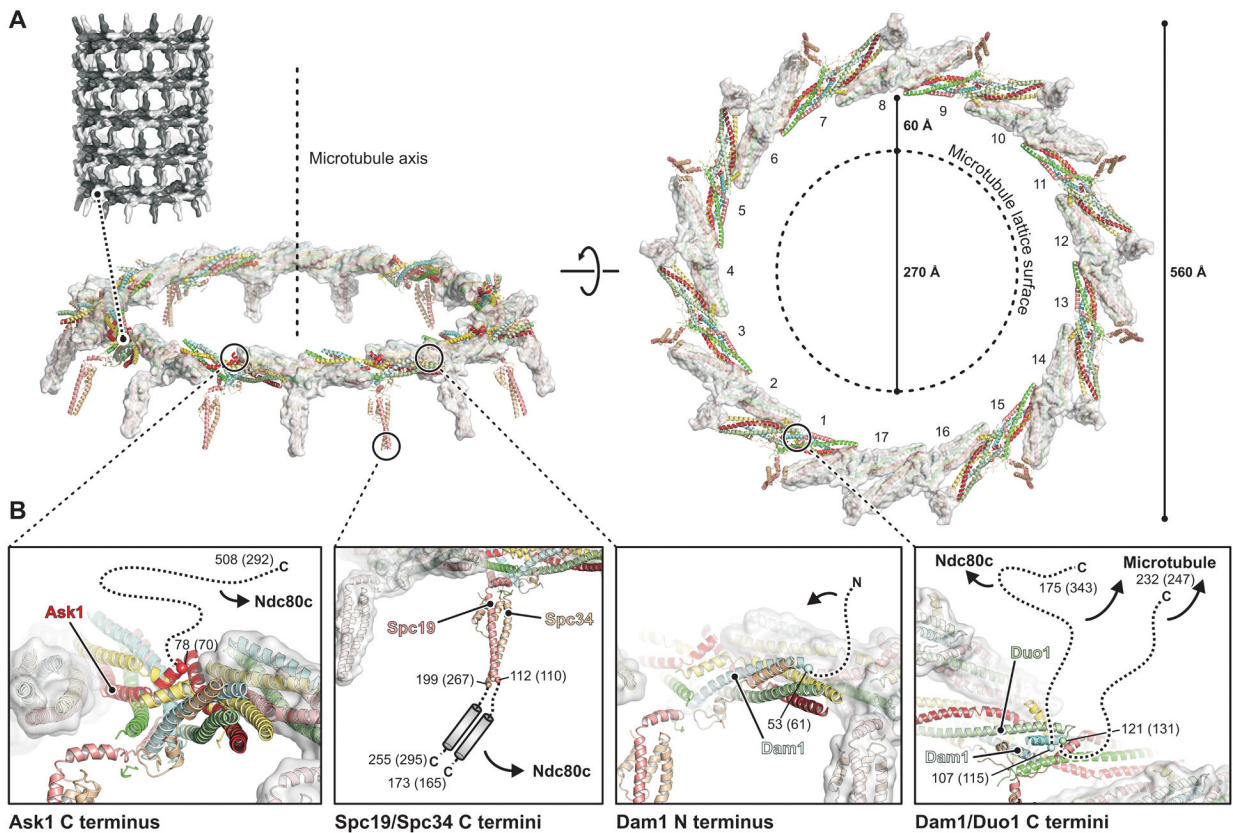 A
Microtubule axis
1
2
3
4
5
6
7
8
9
10
11
12
13
14
15
16
17
60 Å
270 Å
Microtubule lattice surface
560 Å
B
508 (292)
C
Ndc80c
Ask1
78 (70)
Ask1 C terminus
Spc19
Spc34
199 (267)
112 (110)
255 (295)
C
C
173 (165)
Ndc80c
Spc19/Spc34 C termini
N
53 (61)
Dam1
Dam1 N terminus
Ndc80c
C
175 (343)
Microtubule
232 (247)
C
Duo1
121 (131)
Dam1
107 (115)
Dam1/Duo1 C termini